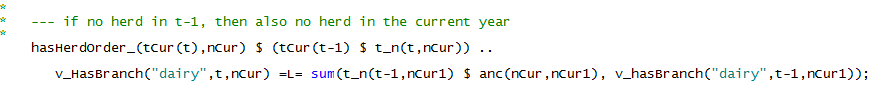 *
*   --- if no herd in t-1, then also no herd in the current year
*
    hasHerdOrder_(tCur(t),nCur) $ (tCur(t-1) $ t_n(t,nCur)) ..
       v_HasBranch("dairy",t,nCur) =L= sum(t_n(t-1,nCur1) $ anc(nCur,nCur1), v_hasBranch("dairy",t-1,nCur1));